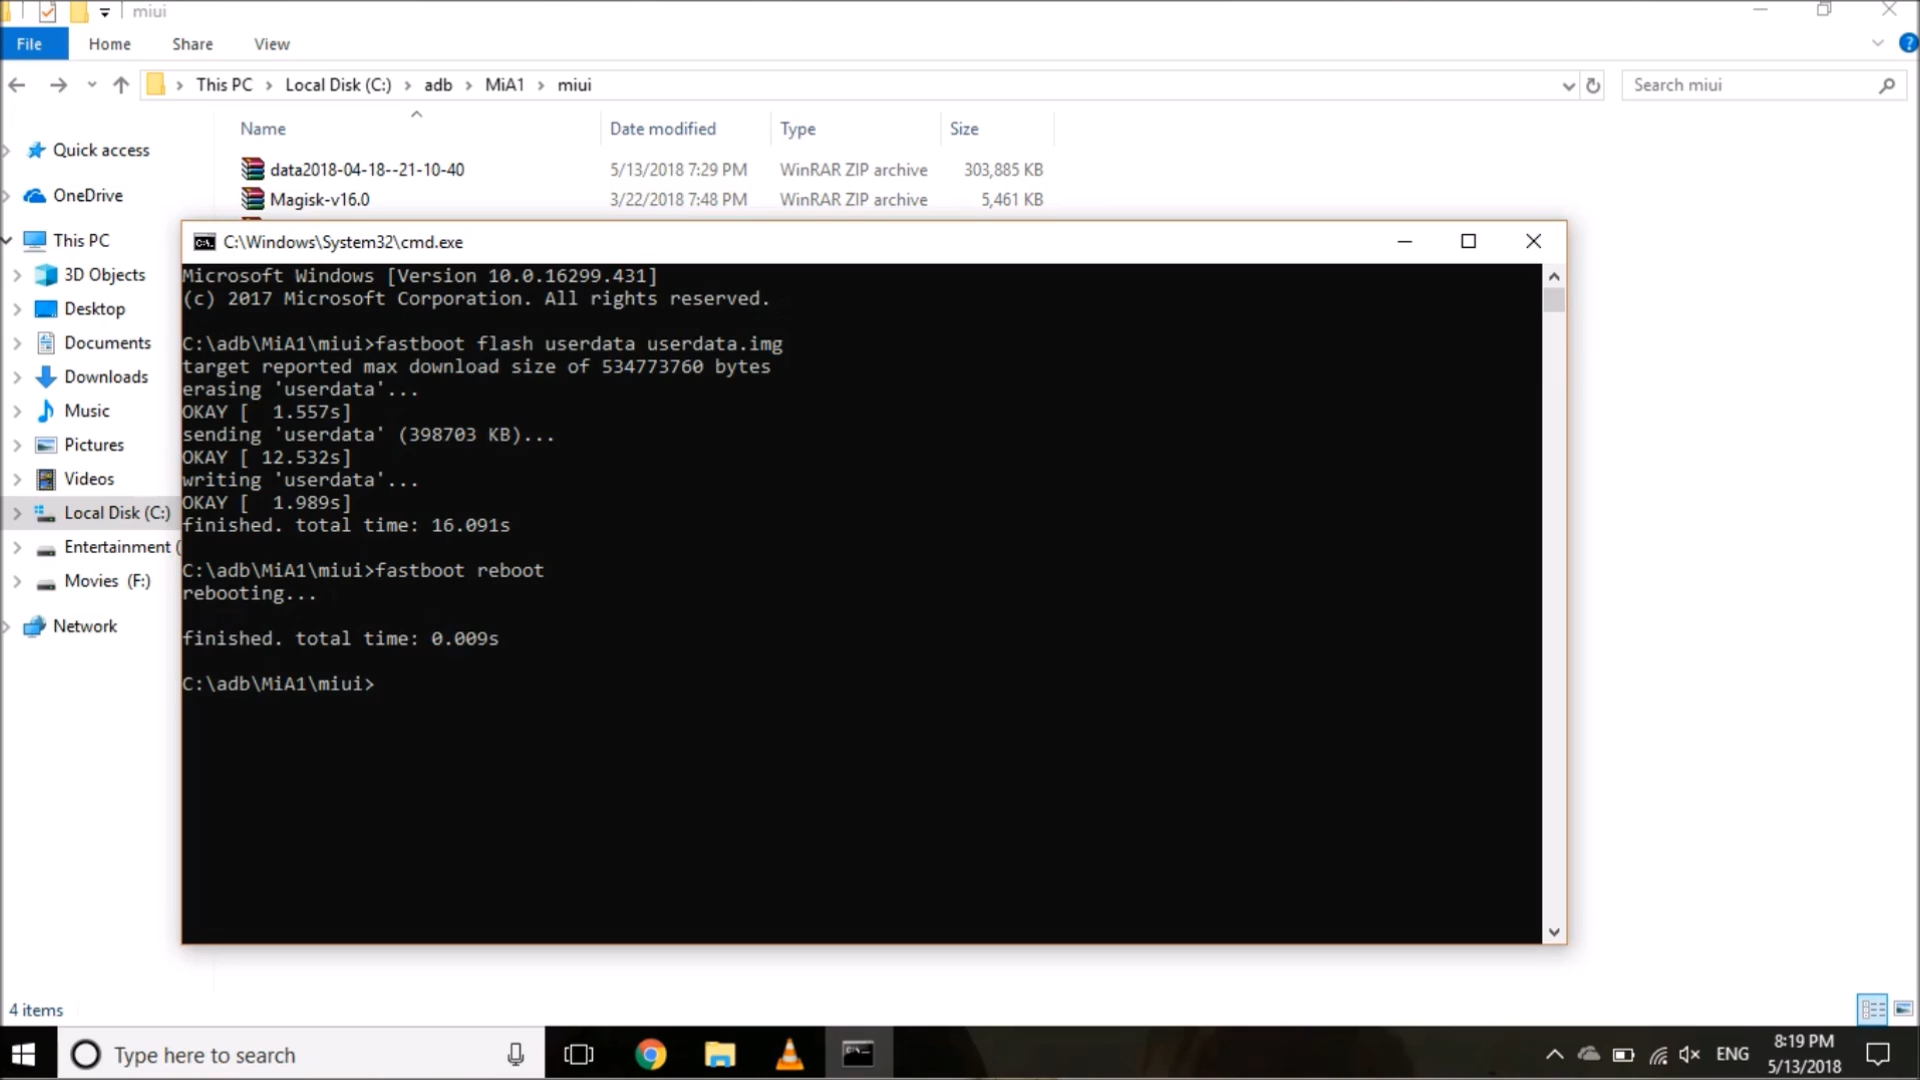 miui
File Home Share View
This PC > Local Disk (C:) > adb > MiA1 > miui
Search miui
Name Date modified Type Size
Quick access
OneDrive
This PC
3D Objects
Desktop
Documents
Downloads
Music
Pictures
Videos
Local Disk (C:)
Entertainment (
Movies (F:)
Network
data2018-04-18--21-10-40 5/13/2018 7:29 PM WinRAR ZIP archive 303,885 KB
Magisk-v16.0 3/22/2018 7:48 PM WinRAR ZIP archive 5,461 KB
C:\Windows\System32\cmd.exe
Microsoft Windows [Version 10.0.16299.431]
(c) 2017 Microsoft Corporation. All rights reserved.
C:\adb\MiA1\miui>fastboot flash userdata userdata.img
target reported max download size of 534773760 bytes
erasing 'userdata'...
OKAY [  1.557s]
sending 'userdata' (398703 KB)...
OKAY [ 12.532s]
writing 'userdata'...
OKAY [  1.989s]
finished. total time: 16.091s
C:\adb\MiA1\miui>fastboot reboot
rebooting...
finished. total time: 0.009s
C:\adb\MiA1\miui>
4 items
Type here to search
ENG
8:19 PM
5/13/2018